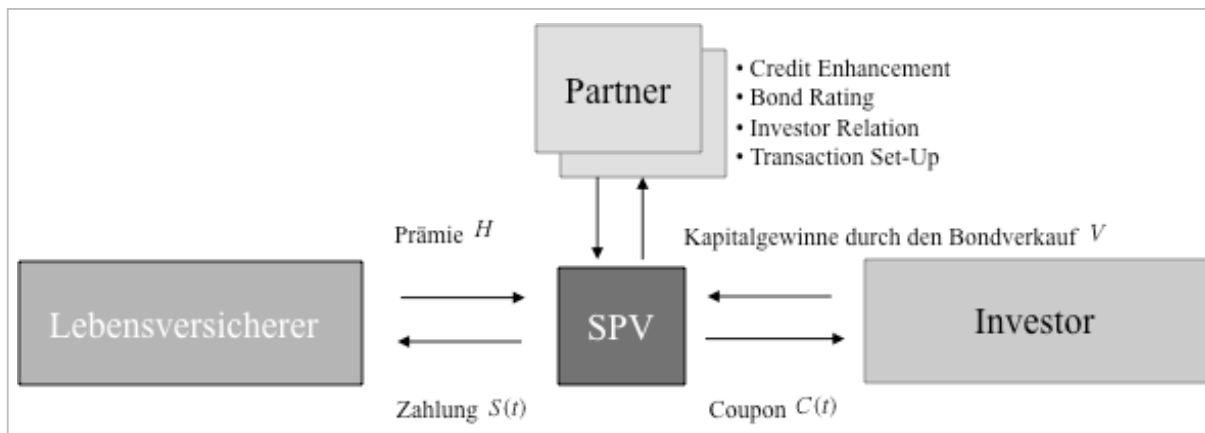 Partner
• Credit Enhancement
• Bond Rating
• Investor Relation
• Transaction Set-Up
Prämie H
Kapitalgewinne durch den Bondverkauf V
Lebensversicherer
SPV
Investor
Zahlung S(t)
Coupon C(t)